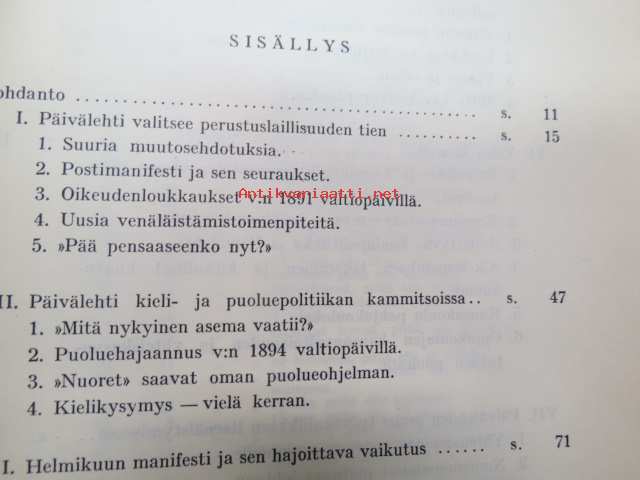 SISÄLLYS
ohdanto .......... s. 11
I. Päivälehti valitsee perustuslaillisuuden tien .......... s. 15
1. Suuria muutosehdotuksia.
2. Postimanifesti ja sen seuraukset.
Antikvariaatti.net
3. Oikeudenloukkaukset v:n 1891 valtiopäivillä.
4. Uusia venäläistämistoimenpiteitä.
5. »Pää pensaaseenko nyt?»
II. Päivälehti kieli- ja puoluepolitiikan kammitsoissa.. s. 47
1. »Mitä nykyinen asema vaatii?»
2. Puoluehajaannus v:n 1894 valtiopäivillä.
3. »Nuoret» saavat oman puolueohjelman.
4. Kielikysymys — vielä kerran.
I. Helmikuun manifesti ja sen hajoittava vaikutus ...... s. 71